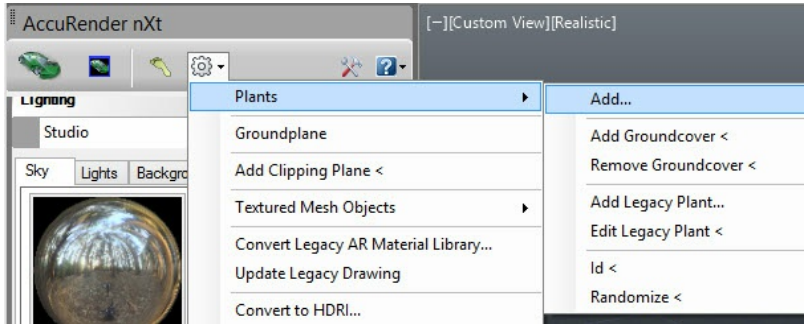 AccuRender nXt
[−][Custom View][Realistic]
Lighting
Studio
Sky Lights
Plants
Groundplane
Add Clipping Plane <
Textured Mesh Objects
Convert Legacy AR Material Library...
Update Legacy Drawing
Convert to HDRI...
Add...
Add Groundcover <
Remove Groundcover <
Add Legacy Plant...
Edit Legacy Plant <
Id <
Randomize <